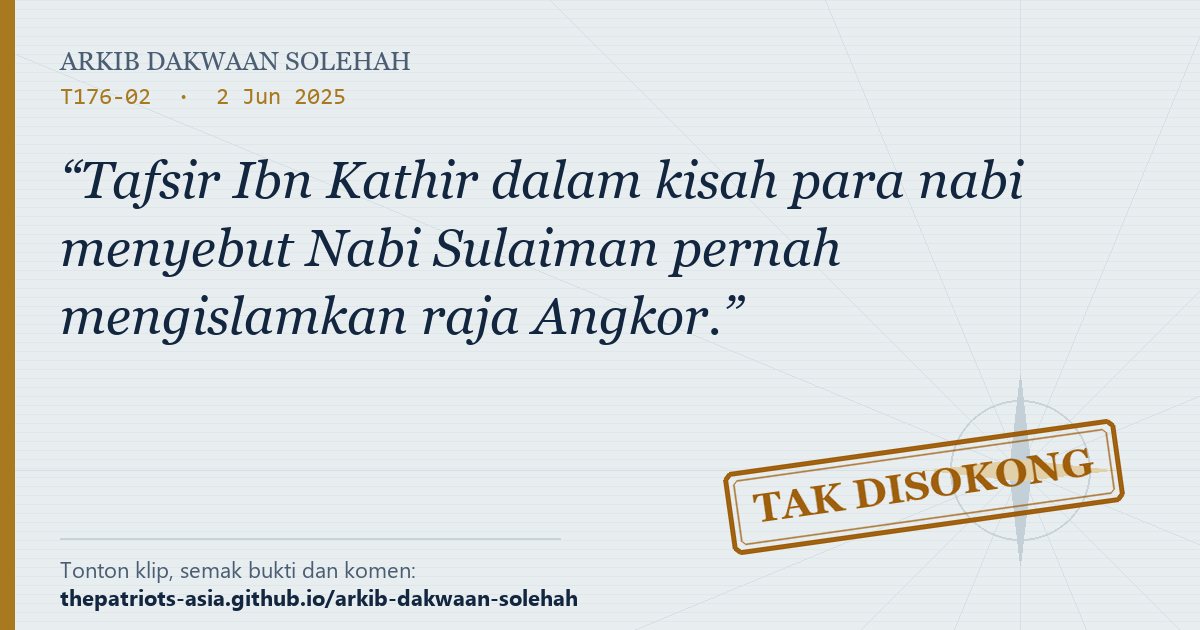 ARKIB DAKWAAN SOLEHAH
T176-02 · 2 Jun 2025
“Tafsir Ibn Kathir dalam kisah para nabi
menyebut Nabi Sulaiman pernah
mengislamkan raja Angkor.”
TAK DISOKONG
Tonton klip, semak bukti dan komen:
thepatriots-asia.github.io/arkib-dakwaan-solehah